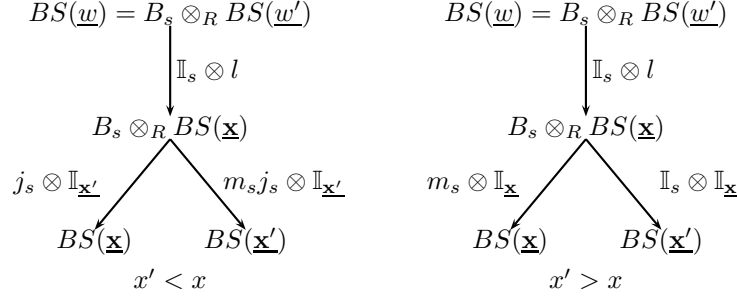 BS(w̲) = B_s ⊗_R BS(w̲') BS(w̲) = B_s ⊗_R BS(w̲')
𝕀_s ⊗ l 𝕀_s ⊗ l
B_s ⊗_R BS(𝐱̲) B_s ⊗_R BS(𝐱̲)
j_s ⊗ 𝕀_𝐱̲' m_s j_s ⊗ 𝕀_𝐱̲' m_s ⊗ 𝕀_𝐱̲ 𝕀_s ⊗ 𝕀_𝐱̲
BS(𝐱̲) BS(𝐱̲') BS(𝐱̲) BS(𝐱̲')
x' < x x' > x